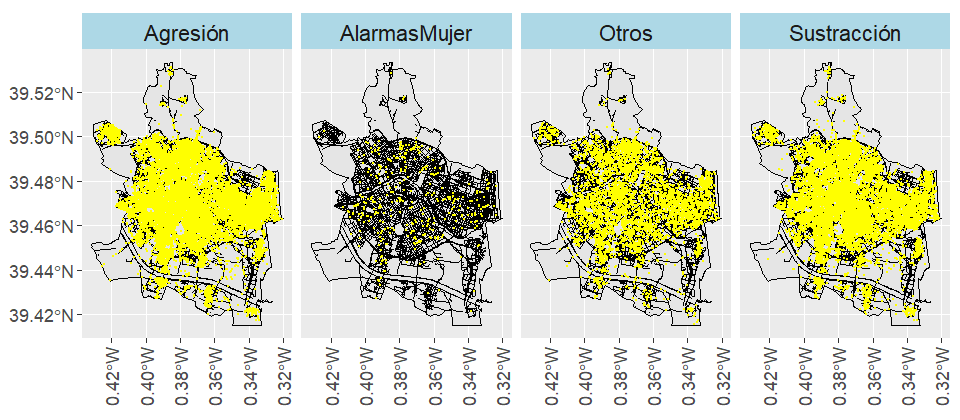 Agresión AlarmasMujer Otros Sustracción
39.52°N
39.50°N
39.48°N
39.46°N
39.44°N
39.42°N
0.42°W 0.40°W 0.38°W 0.36°W 0.34°W 0.32°W 0.42°W 0.40°W 0.38°W 0.36°W 0.34°W 0.32°W 0.42°W 0.40°W 0.38°W 0.36°W 0.34°W 0.32°W 0.42°W 0.40°W 0.38°W 0.36°W 0.34°W 0.32°W